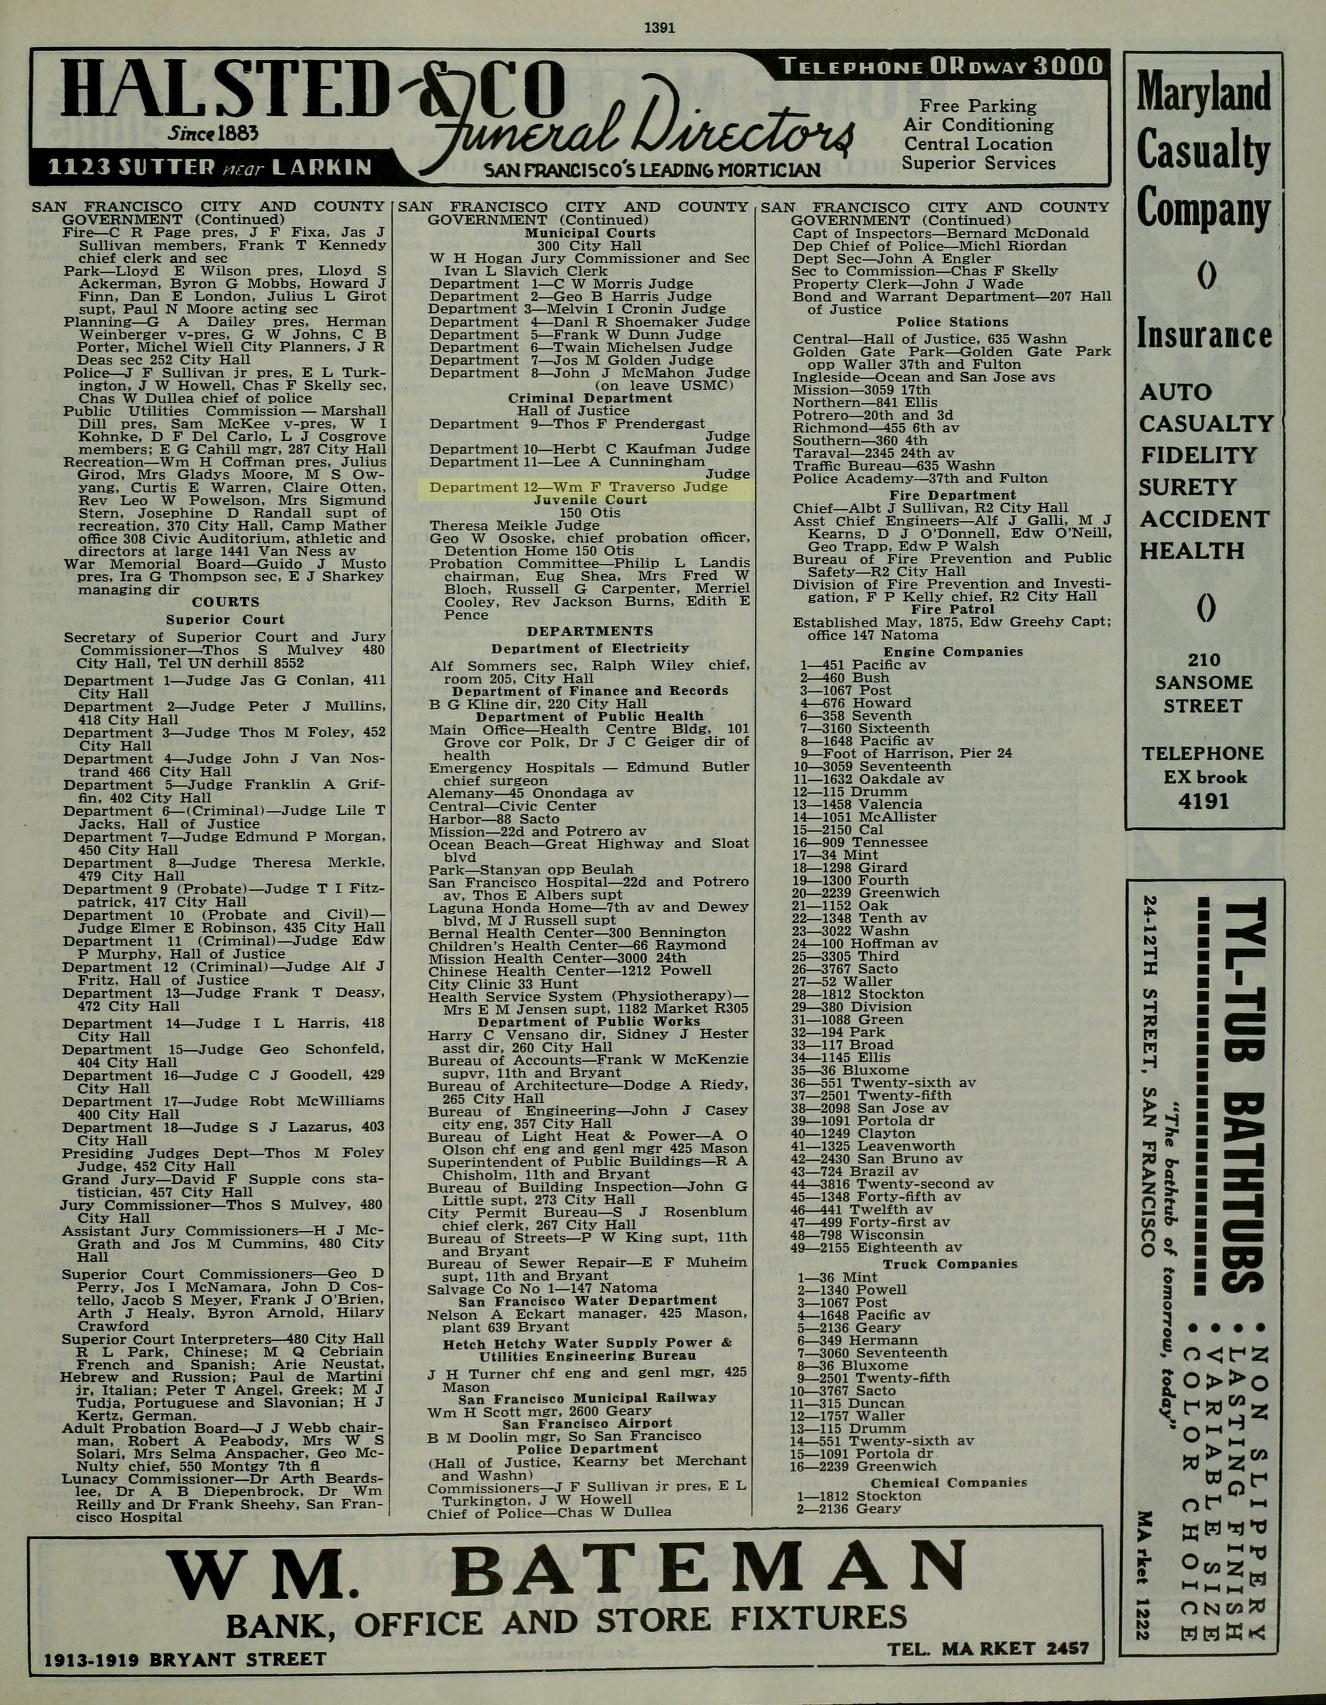 1391
HALSTED & CO
Since 1883
Funeral Directors
TELEPHONE ORDWAY 3000
Free Parking
Air Conditioning
Central Location
Superior Services
1123 SUTTER near LARKIN
SAN FRANCISCO'S LEADING MORTICIAN
SAN FRANCISCO CITY AND COUNTY
GOVERNMENT (Continued)
Fire—C R Page pres, J F Fixa, Jas J
Sullivan members, Frank T Kennedy
chief clerk and sec
Park—Lloyd E Wilson pres, Lloyd S
Ackerman, Byron G Mobbs, Howard J
Finn, Dan E London, Julius L Girot
supt, Paul N Moore acting sec
Planning—G A Dailey pres, Herman
Weinberger v-pres, G W Johns, C B
Porter, Michel Wiell City Planners, J R
Deas sec 252 City Hall
Police—J F Sullivan jr pres, E L Turk-
ington, J W Howell, Chas F Skelly sec,
Chas W Dullea chief of police
Public Utilities Commission—Marshall
Dill pres, Sam McKee v-pres, W I
Kohnke, D F Del Carlo, L J Cosgrove
members; E G Cahill mgr, 287 City Hall
Recreation—Wm H Coffman pres, Julius
Girod, Mrs Gladys Moore, M S Ow-
yang, Curtis E Warren, Claire Otten,
Rev Leo W Powelson, Mrs Sigmund
Stern, Josephine D Randall supt of
recreation, 370 City Hall, Camp Mather
office 308 Civic Auditorium, athletic and
directors at large 1441 Van Ness av
War Memorial Board—Guido J Musto
pres, Ira G Thompson sec, E J Sharkey
managing dir
COURTS
Superior Court
Secretary of Superior Court and Jury
Commissioner—Thos S Mulvey 480
City Hall, Tel UN derhill 8552
Department 1—Judge Jas G Conlan, 411
City Hall
Department 2—Judge Peter J Mullins,
418 City Hall
Department 3—Judge Thos M Foley, 452
City Hall
Department 4—Judge John J Van Nos-
trand 466 City Hall
Department 5—Judge Franklin A Grif-
fin, 402 City Hall
Department 6—(Criminal)—Judge Lile T
Jacks, Hall of Justice
Department 7—Judge Edmund P Morgan,
450 City Hall
Department 8—Judge Theresa Merkle,
479 City Hall
Department 9 (Probate)—Judge T I Fitz-
patrick, 417 City Hall
Department 10 (Probate and Civil)—
Judge Elmer E Robinson, 435 City Hall
Department 11 (Criminal)—Judge Edw
P Murphy, Hall of Justice
Department 12 (Criminal)—Judge Alf J
Fritz, Hall of Justice
Department 13—Judge Frank T Deasy,
472 City Hall
Department 14—Judge I L Harris, 418
City Hall
Department 15—Judge Geo Schonfeld,
404 City Hall
Department 16—Judge C J Goodell, 429
City Hall
Department 17—Judge Robt McWilliams
400 City Hall
Department 18—Judge S J Lazarus, 403
City Hall
Presiding Judges Dept—Thos M Foley
Judge, 452 City Hall
Grand Jury—David F Supple cons sta-
tistician, 457 City Hall
Jury Commissioner—Thos S Mulvey, 480
City Hall
Assistant Jury Commissioners—H J Mc-
Grath and Jos M Cummins, 480 City
Hall
Superior Court Commissioners—Geo D
Perry, Jos I McNamara, John D Cos-
tello, Jacob S Meyer, Frank J O'Brien,
Arth J Healy, Byron Arnold, Hilary
Crawford
Superior Court Interpreters—480 City Hall
R L Park, Chinese; M Q Cebriain
French and Spanish; Arie Neustat,
Hebrew and Russion; Paul de Martini
jr, Italian; Peter T Angel, Greek; M J
Tudja, Portuguese and Slavonian; H J
Kertz, German.
Adult Probation Board—J J Webb chair-
man, Robert A Peabody, Mrs W S
Solari, Mrs Selma Anspacher, Geo Mc-
Nulty chief, 550 Montgy 7th fl
Lunacy Commissioner—Dr Arth Beards-
lee, Dr A B Diepenbrock, Dr Wm
Reilly and Dr Frank Sheehy, San Fran-
cisco Hospital
SAN FRANCISCO CITY AND COUNTY
GOVERNMENT (Continued)
Municipal Courts
300 City Hall
W H Hogan Jury Commissioner and Sec
Ivan L Slavich Clerk
Department 1—C W Morris Judge
Department 2—Geo B Harris Judge
Department 3—Melvin I Cronin Judge
Department 4—Danl R Shoemaker Judge
Department 5—Frank W Dunn Judge
Department 6—Twain Michelsen Judge
Department 7—Jos M Golden Judge
Department 8—John J McMahon Judge
(on leave USMC)
Criminal Department
Hall of Justice
Department 9—Thos F Prendergast
Judge
Department 10—Herbt C Kaufman Judge
Department 11—Lee A Cunningham
Judge
Department 12—Wm F Traverso Judge
Juvenile Court
150 Otis
Theresa Meikle Judge
Geo W Ososke, chief probation officer,
Detention Home 150 Otis
Probation Committee—Philip L Landis
chairman, Eug Shea, Mrs Fred W
Bloch, Russell G Carpenter, Merriel
Cooley, Rev Jackson Burns, Edith E
Pence
DEPARTMENTS
Department of Electricity
Alf Sommers sec, Ralph Wiley chief,
room 205, City Hall
Department of Finance and Records
B G Kline dir, 220 City Hall
Department of Public Health
Main Office—Health Centre Bldg, 101
Grove cor Polk, Dr J C Geiger dir of
health
Emergency Hospitals — Edmund Butler
chief surgeon
Alemany—45 Onondaga av
Central—Civic Center
Harbor—88 Sacto
Mission—22d and Potrero av
Ocean Beach—Great Highway and Sloat
blvd
Park—Stanyan opp Beulah
San Francisco Hospital—22d and Potrero
av, Thos E Albers supt
Laguna Honda Home—7th av and Dewey
blvd, M J Russell supt
Bernal Health Center—300 Bennington
Children's Health Center—66 Raymond
Mission Health Center—3000 24th
Chinese Health Center—1212 Powell
City Clinic 33 Hunt
Health Service System (Physiotherapy)—
Mrs E M Jensen supt, 1182 Market R305
Department of Public Works
Harry C Vensano dir, Sidney J Hester
asst dir, 260 City Hall
Bureau of Accounts—Frank W McKenzie
supvr, 11th and Bryant
Bureau of Architecture—Dodge A Riedy,
265 City Hall
Bureau of Engineering—John J Casey
city eng, 357 City Hall
Bureau of Light Heat & Power—A O
Olson chf eng and genl mgr 425 Mason
Superintendent of Public Buildings—R A
Chisholm, 11th and Bryant
Bureau of Building Inspection—John G
Little supt, 273 City Hall
City Permit Bureau—S J Rosenblum
chief clerk, 267 City Hall
Bureau of Streets—P W King supt, 11th
and Bryant
Bureau of Sewer Repair—E F Muheim
supt, 11th and Bryant
Salvage Co No 1—147 Natoma
San Francisco Water Department
Nelson A Eckart manager, 425 Mason,
plant 639 Bryant
Hetch Hetchy Water Supply Power &
Utilities Engineering Bureau
J H Turner chf eng and genl mgr, 425
Mason
San Francisco Municipal Railway
Wm H Scott mgr, 2600 Geary
San Francisco Airport
B M Doolin mgr, So San Francisco
Police Department
(Hall of Justice, Kearny bet Merchant
and Washn)
Commissioners—J F Sullivan jr pres, E L
Turkington, J W Howell
Chief of Police—Chas W Dullea
SAN FRANCISCO CITY AND COUNTY
GOVERNMENT (Continued)
Capt of Inspectors—Bernard McDonald
Dep Chief of Police—Michl Riordan
Dept Sec—John A Engler
Sec to Commission—Chas F Skelly
Property Clerk—John J Wade
Bond and Warrant Department—207 Hall
of Justice
Police Stations
Central—Hall of Justice, 635 Washn
Golden Gate Park—Golden Gate Park
opp Waller 37th and Fulton
Ingleside—Ocean and San Jose avs
Mission—3059 17th
Northern—841 Ellis
Potrero—20th and 3d
Richmond—455 6th av
Southern—360 4th
Taraval—2345 24th av
Traffic Bureau—635 Washn
Police Academy—37th and Fulton
Fire Department
Chief—Albt J Sullivan, R2 City Hall
Asst Chief Engineers—Alf J Galli, M J
Kearns, D J O'Donnell, Edw O'Neill,
Geo Trapp, Edw P Walsh
Bureau of Fire Prevention and Public
Safety—R2 City Hall
Division of Fire Prevention and Investi-
gation, F P Kelly chief, R2 City Hall
Fire Patrol
Established May, 1875, Edw Greehy Capt;
office 147 Natoma
Engine Companies
1—451 Pacific av
2—460 Bush
3—1067 Post
4—676 Howard
6—358 Seventh
7—3160 Sixteenth
8—1648 Pacific av
9—Foot of Harrison, Pier 24
10—3059 Seventeenth
11—1632 Oakdale av
12—115 Drumm
13—1458 Valencia
14—1051 McAllister
15—2150 Cal
16—909 Tennessee
17—34 Mint
18—1298 Girard
19—1300 Fourth
20—2239 Greenwich
21—1152 Oak
22—1348 Tenth av
23—3022 Washn
24—100 Hoffman av
25—3305 Third
26—3767 Sacto
27—52 Waller
28—1812 Stockton
29—380 Division
31—1088 Green
32—194 Park
33—117 Broad
34—1145 Ellis
35—36 Bluxome
36—551 Twenty-sixth av
37—2501 Twenty-fifth
38—2098 San Jose av
39—1091 Portola dr
40—1249 Clayton
41—1325 Leavenworth
42—2430 San Bruno av
43—724 Brazil av
44—3816 Twenty-second av
45—1348 Forty-fifth av
46—441 Twelfth av
47—499 Forty-first av
48—798 Wisconsin
49—2155 Eighteenth av
Truck Companies
1—36 Mint
2—1340 Powell
3—1067 Post
4—1648 Pacific av
5—2136 Geary
6—349 Hermann
7—3060 Seventeenth
8—36 Bluxome
9—2501 Twenty-fifth
10—3767 Sacto
11—315 Duncan
12—1757 Waller
13—115 Drumm
14—551 Twenty-sixth av
15—1091 Portola dr
16—2239 Greenwich
Chemical Companies
1—1812 Stockton
2—2136 Geary
Maryland
Casualty
Company
()
Insurance
AUTO
CASUALTY
FIDELITY
SURETY
ACCIDENT
HEALTH
()
210
SANSOME
STREET
TELEPHONE
EX brook
4191
TYL-TUB BATHTUBS
• NON SLIPPERY
• LASTING FINISH
• VARIABLE SIZE
• COLOR CHOICE
"The bathtub of tomorrow, today"
24-12TH STREET, SAN FRANCISCO
MA rket 1222
WM. BATEMAN
BANK, OFFICE AND STORE FIXTURES
1913-1919 BRYANT STREET
TEL. MA RKET 2457